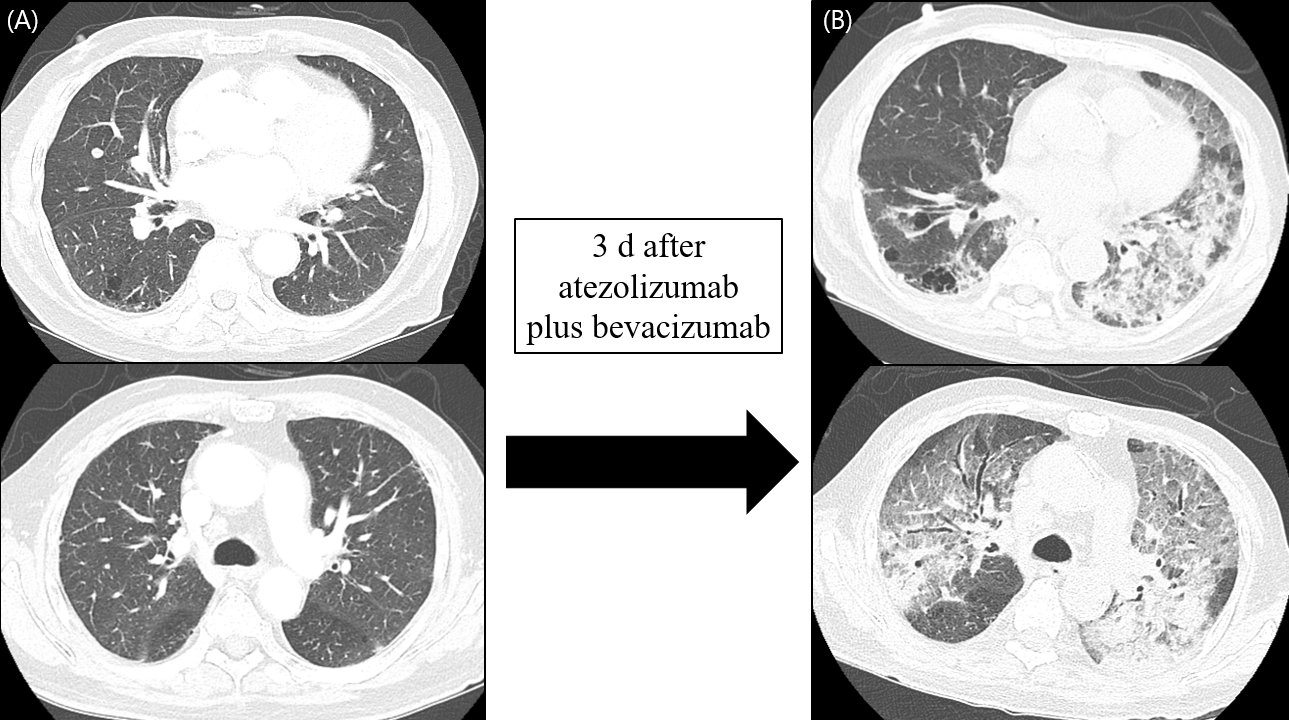 (A)
(B)
3 d after
atezolizumab
plus bevacizumab